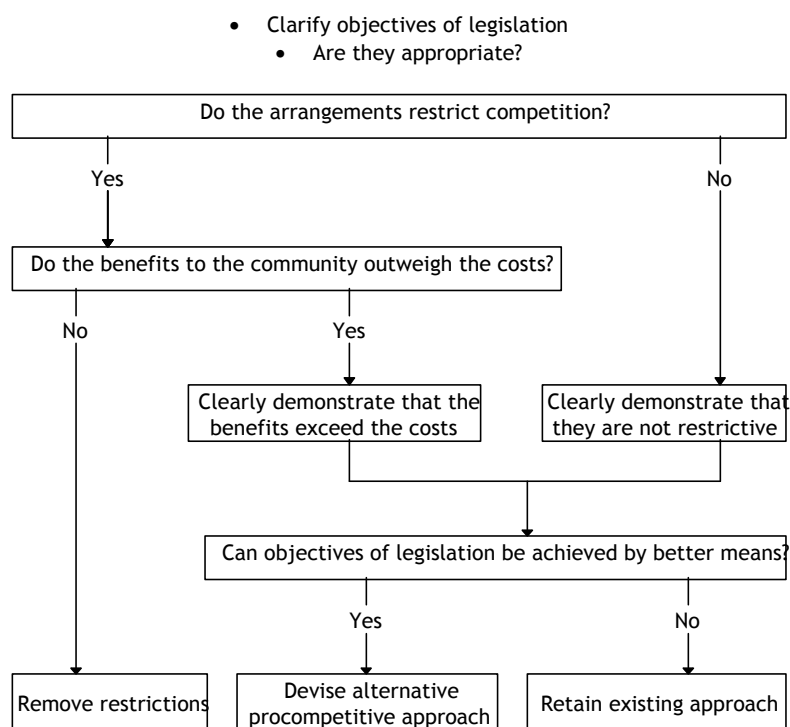 • Clarify objectives of legislation
• Are they appropriate?
Do the arrangements restrict competition?
Yes
No
Do the benefits to the community outweigh the costs?
No
Yes
Clearly demonstrate that the
benefits exceed the costs
Clearly demonstrate that
they are not restrictive
Can objectives of legislation be achieved by better means?
Yes
No
Remove restrictions
Devise alternative
procompetitive approach
Retain existing approach